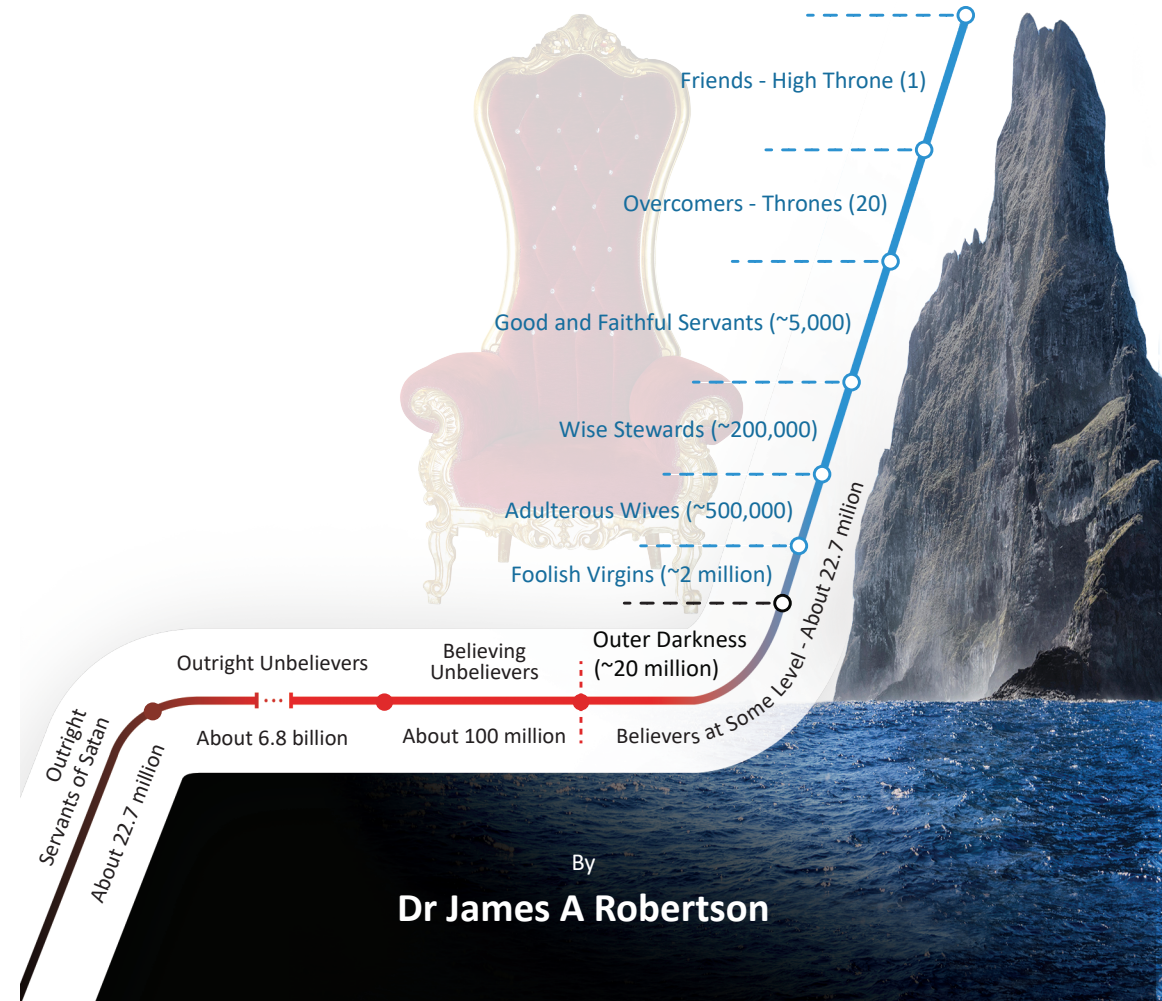 Friends - High Throne (1)
Overcomers - Thrones (20)
Good and Faithful Servants (~5,000)
Wise Stewards (~200,000)
Adulterous Wives (~500,000)
Foolish Virgins (~2 million)
Outer Darkness
(~20 million)
Believing
Unbelievers
Outright Unbelievers
Outright
Servants of Satan
About 22.7 million
About 6.8 billion
About 100 million
Believers at Some Level - About 22.7 milion
By
Dr James A Robertson